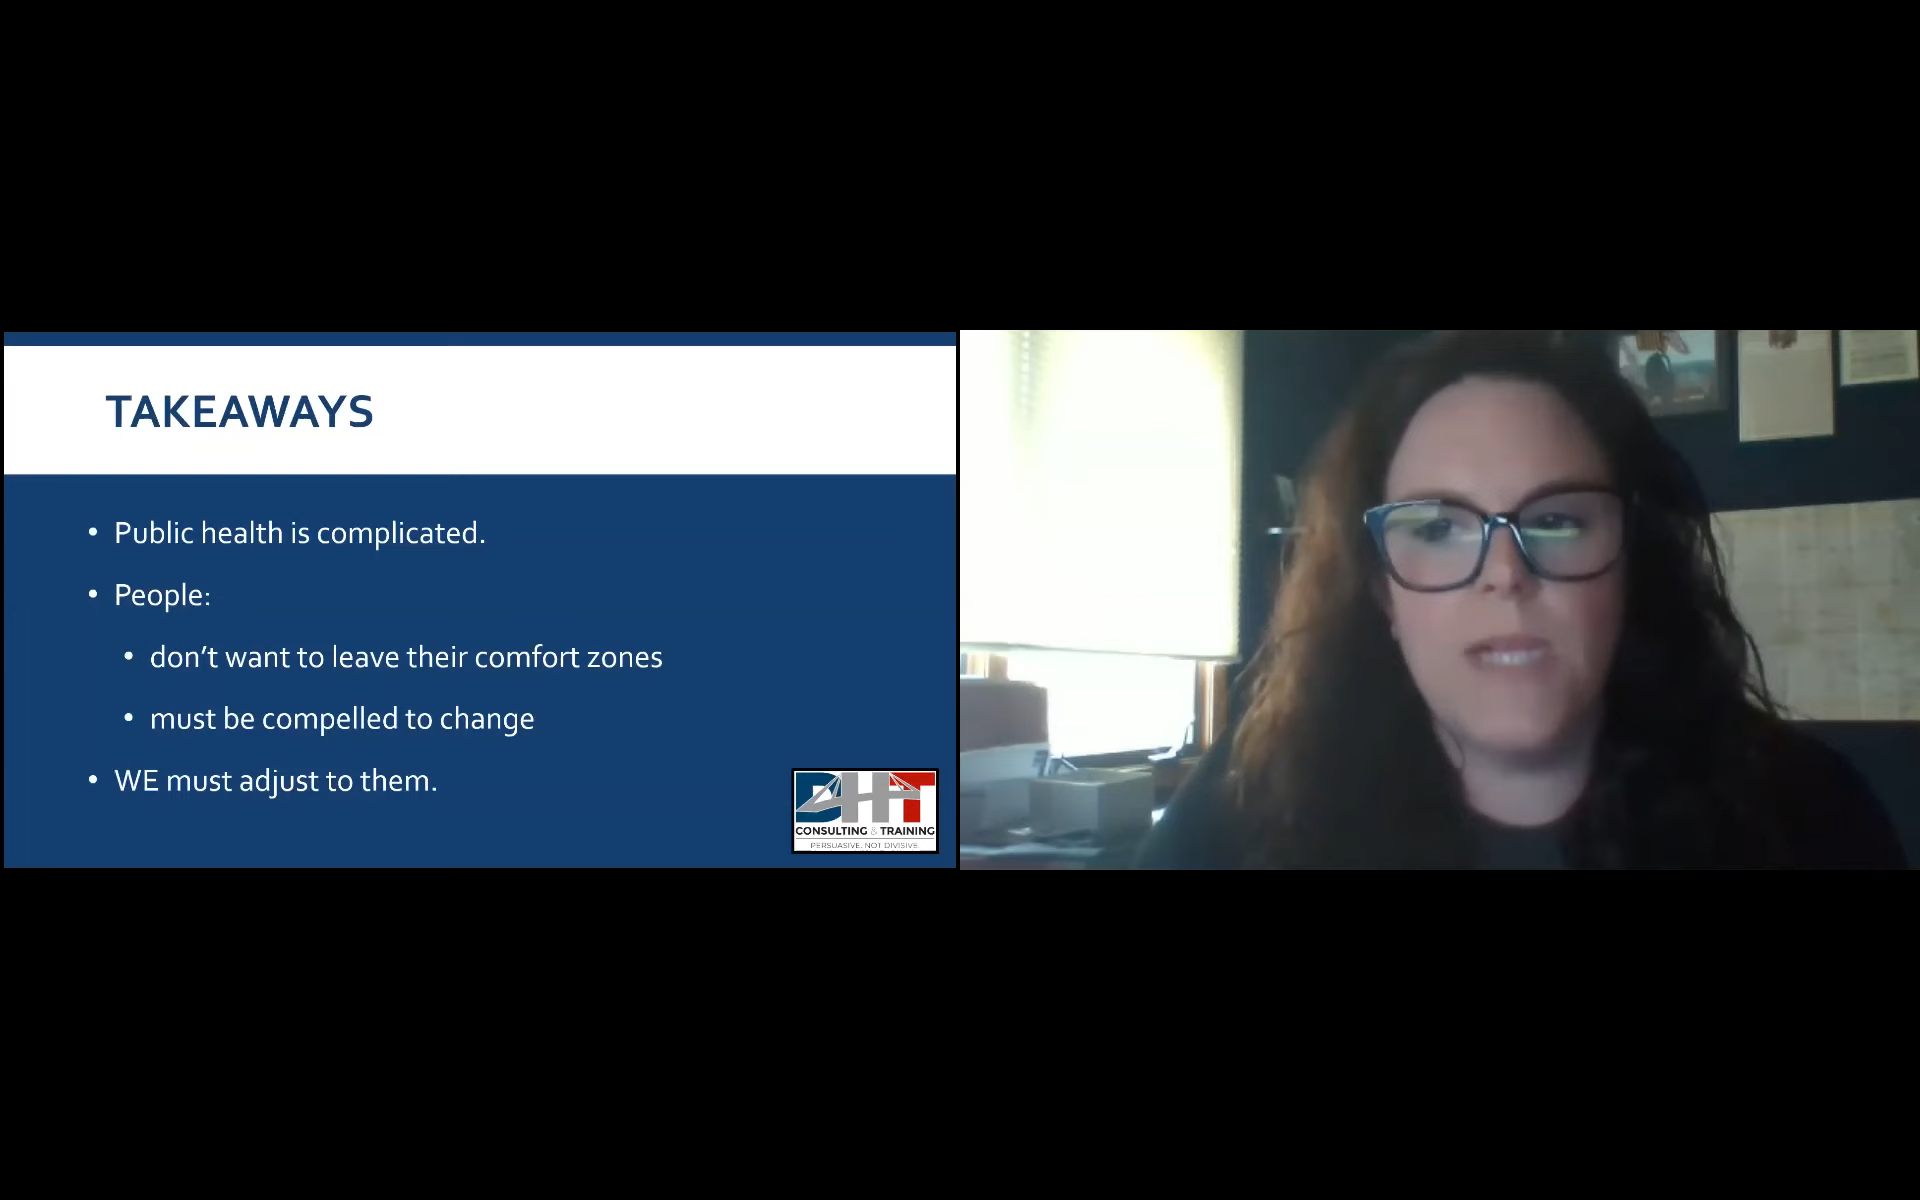 TAKEAWAYS
• Public health is complicated.
• People:
• don’t want to leave their comfort zones
• must be compelled to change
• WE must adjust to them.
BHT
CONSULTING & TRAINING
PERSUASIVE. NOT DIVISIVE.